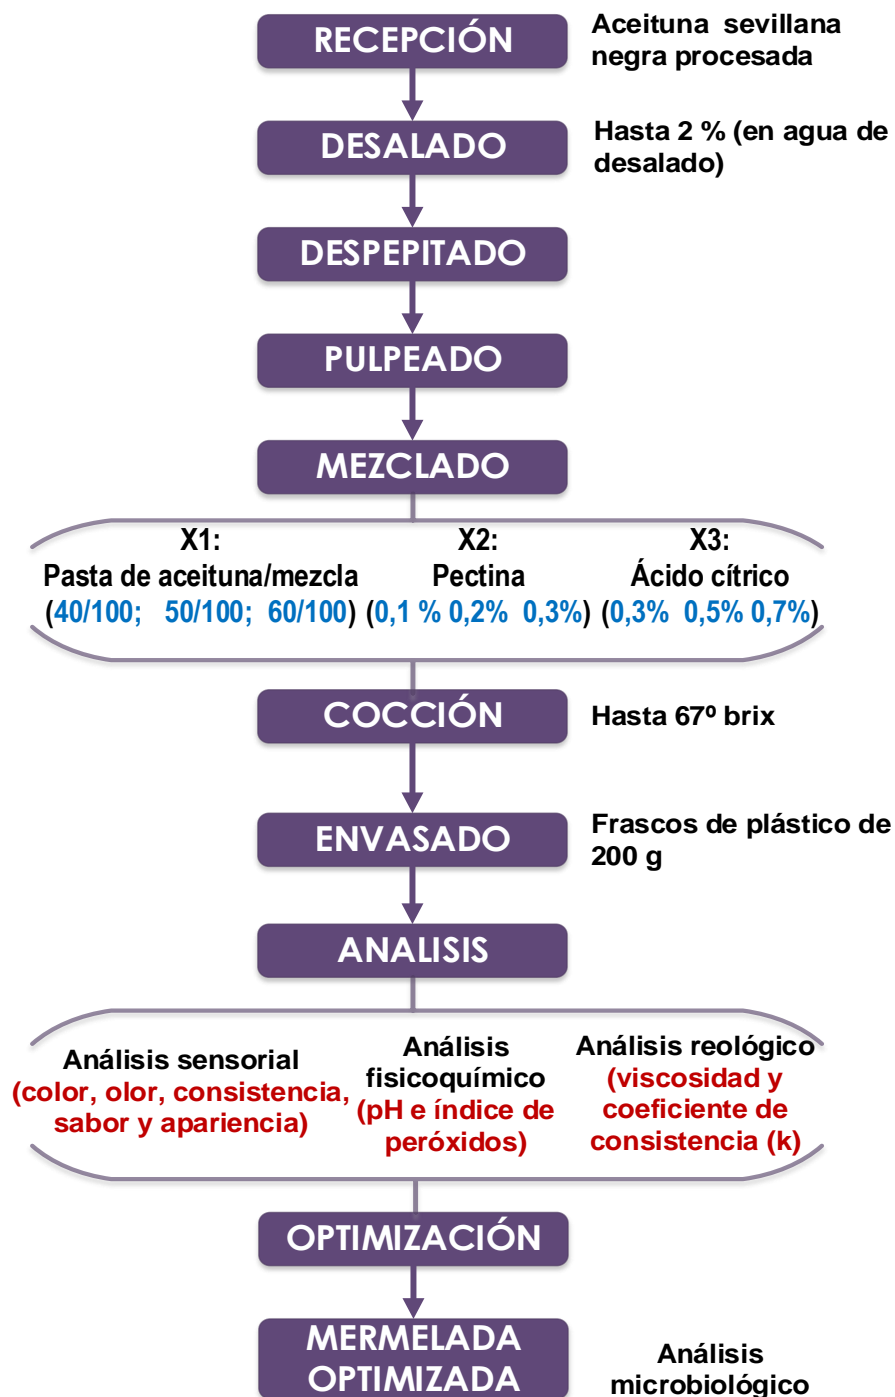 RECEPCIÓN
Aceituna sevillana
negra procesada
DESALADO
Hasta 2 % (en agua de
desalado)
DESPEPITADO
PULPEADO
MEZCLADO
X1:
Pasta de aceituna/mezcla
(40/100; 50/100; 60/100)
X2:
Pectina
(0,1 % 0,2% 0,3%)
X3:
Ácido cítrico
(0,3% 0,5% 0,7%)
COCCIÓN
Hasta 67º brix
ENVASADO
Frascos de plástico de
200 g
ANALISIS
Análisis sensorial
(color, olor, consistencia,
sabor y apariencia)
Análisis
fisicoquímico
(pH e índice de
peróxidos)
Análisis reológico
(viscosidad y
coeficiente de
consistencia (k)
OPTIMIZACIÓN
MERMELADA
OPTIMIZADA
Análisis
microbiológico